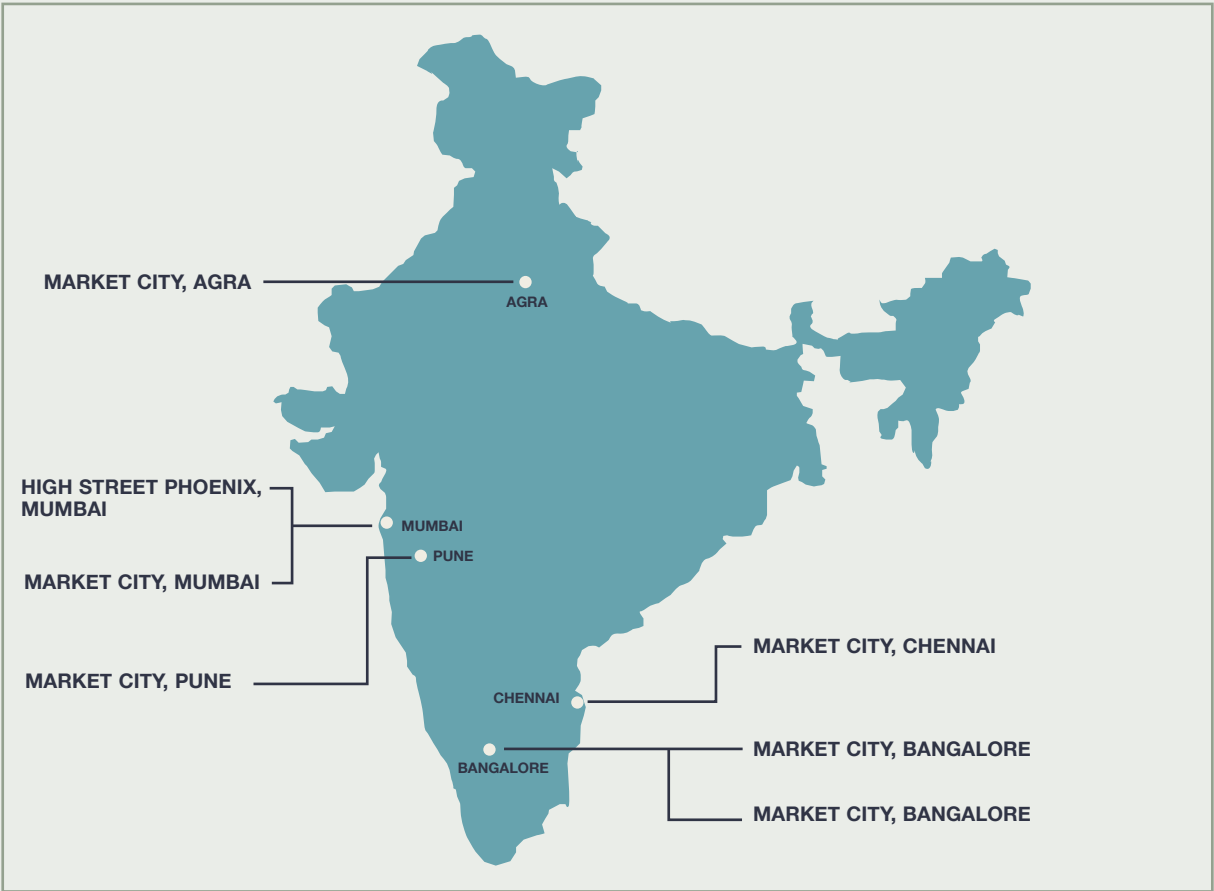 MARKET CITY, AGRA
AGRA
HIGH STREET PHOENIX,
MUMBAI
MUMBAI
PUNE
MARKET CITY, MUMBAI
MARKET CITY, CHENNAI
MARKET CITY, PUNE
CHENNAI
MARKET CITY, BANGALORE
BANGALORE
MARKET CITY, BANGALORE